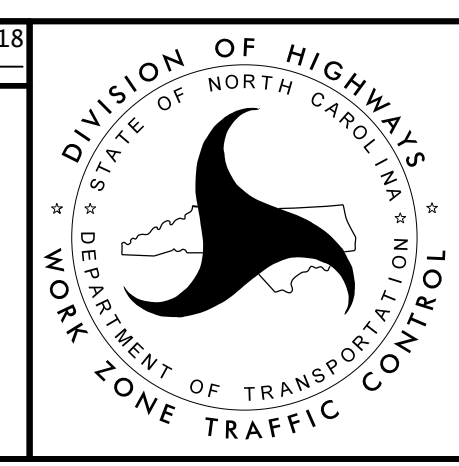 18
DIVISION OF HIGHWAYS
STATE OF NORTH CAROLINA
DEPARTMENT OF TRANSPORTATION
WORK ZONE TRAFFIC CONTROL